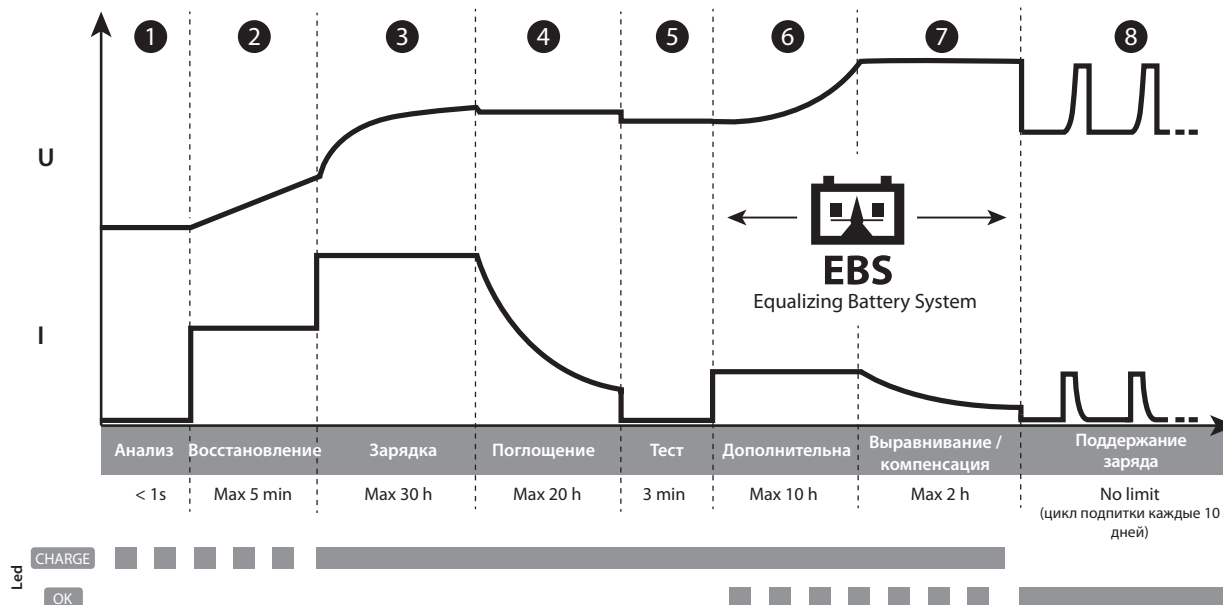 1 2 3 4 5 6 7 8
U
EBS
Equalizing Battery System
I
Анализ Восстановление Зарядка Поглощение Тест Дополнительна Выравнивание / компенсация Поддержание заряда
< 1s Max 5 min Max 30 h Max 20 h 3 min Max 10 h Max 2 h No limit
(цикл подпитки каждые 10
дней)
Led
CHARGE
OK